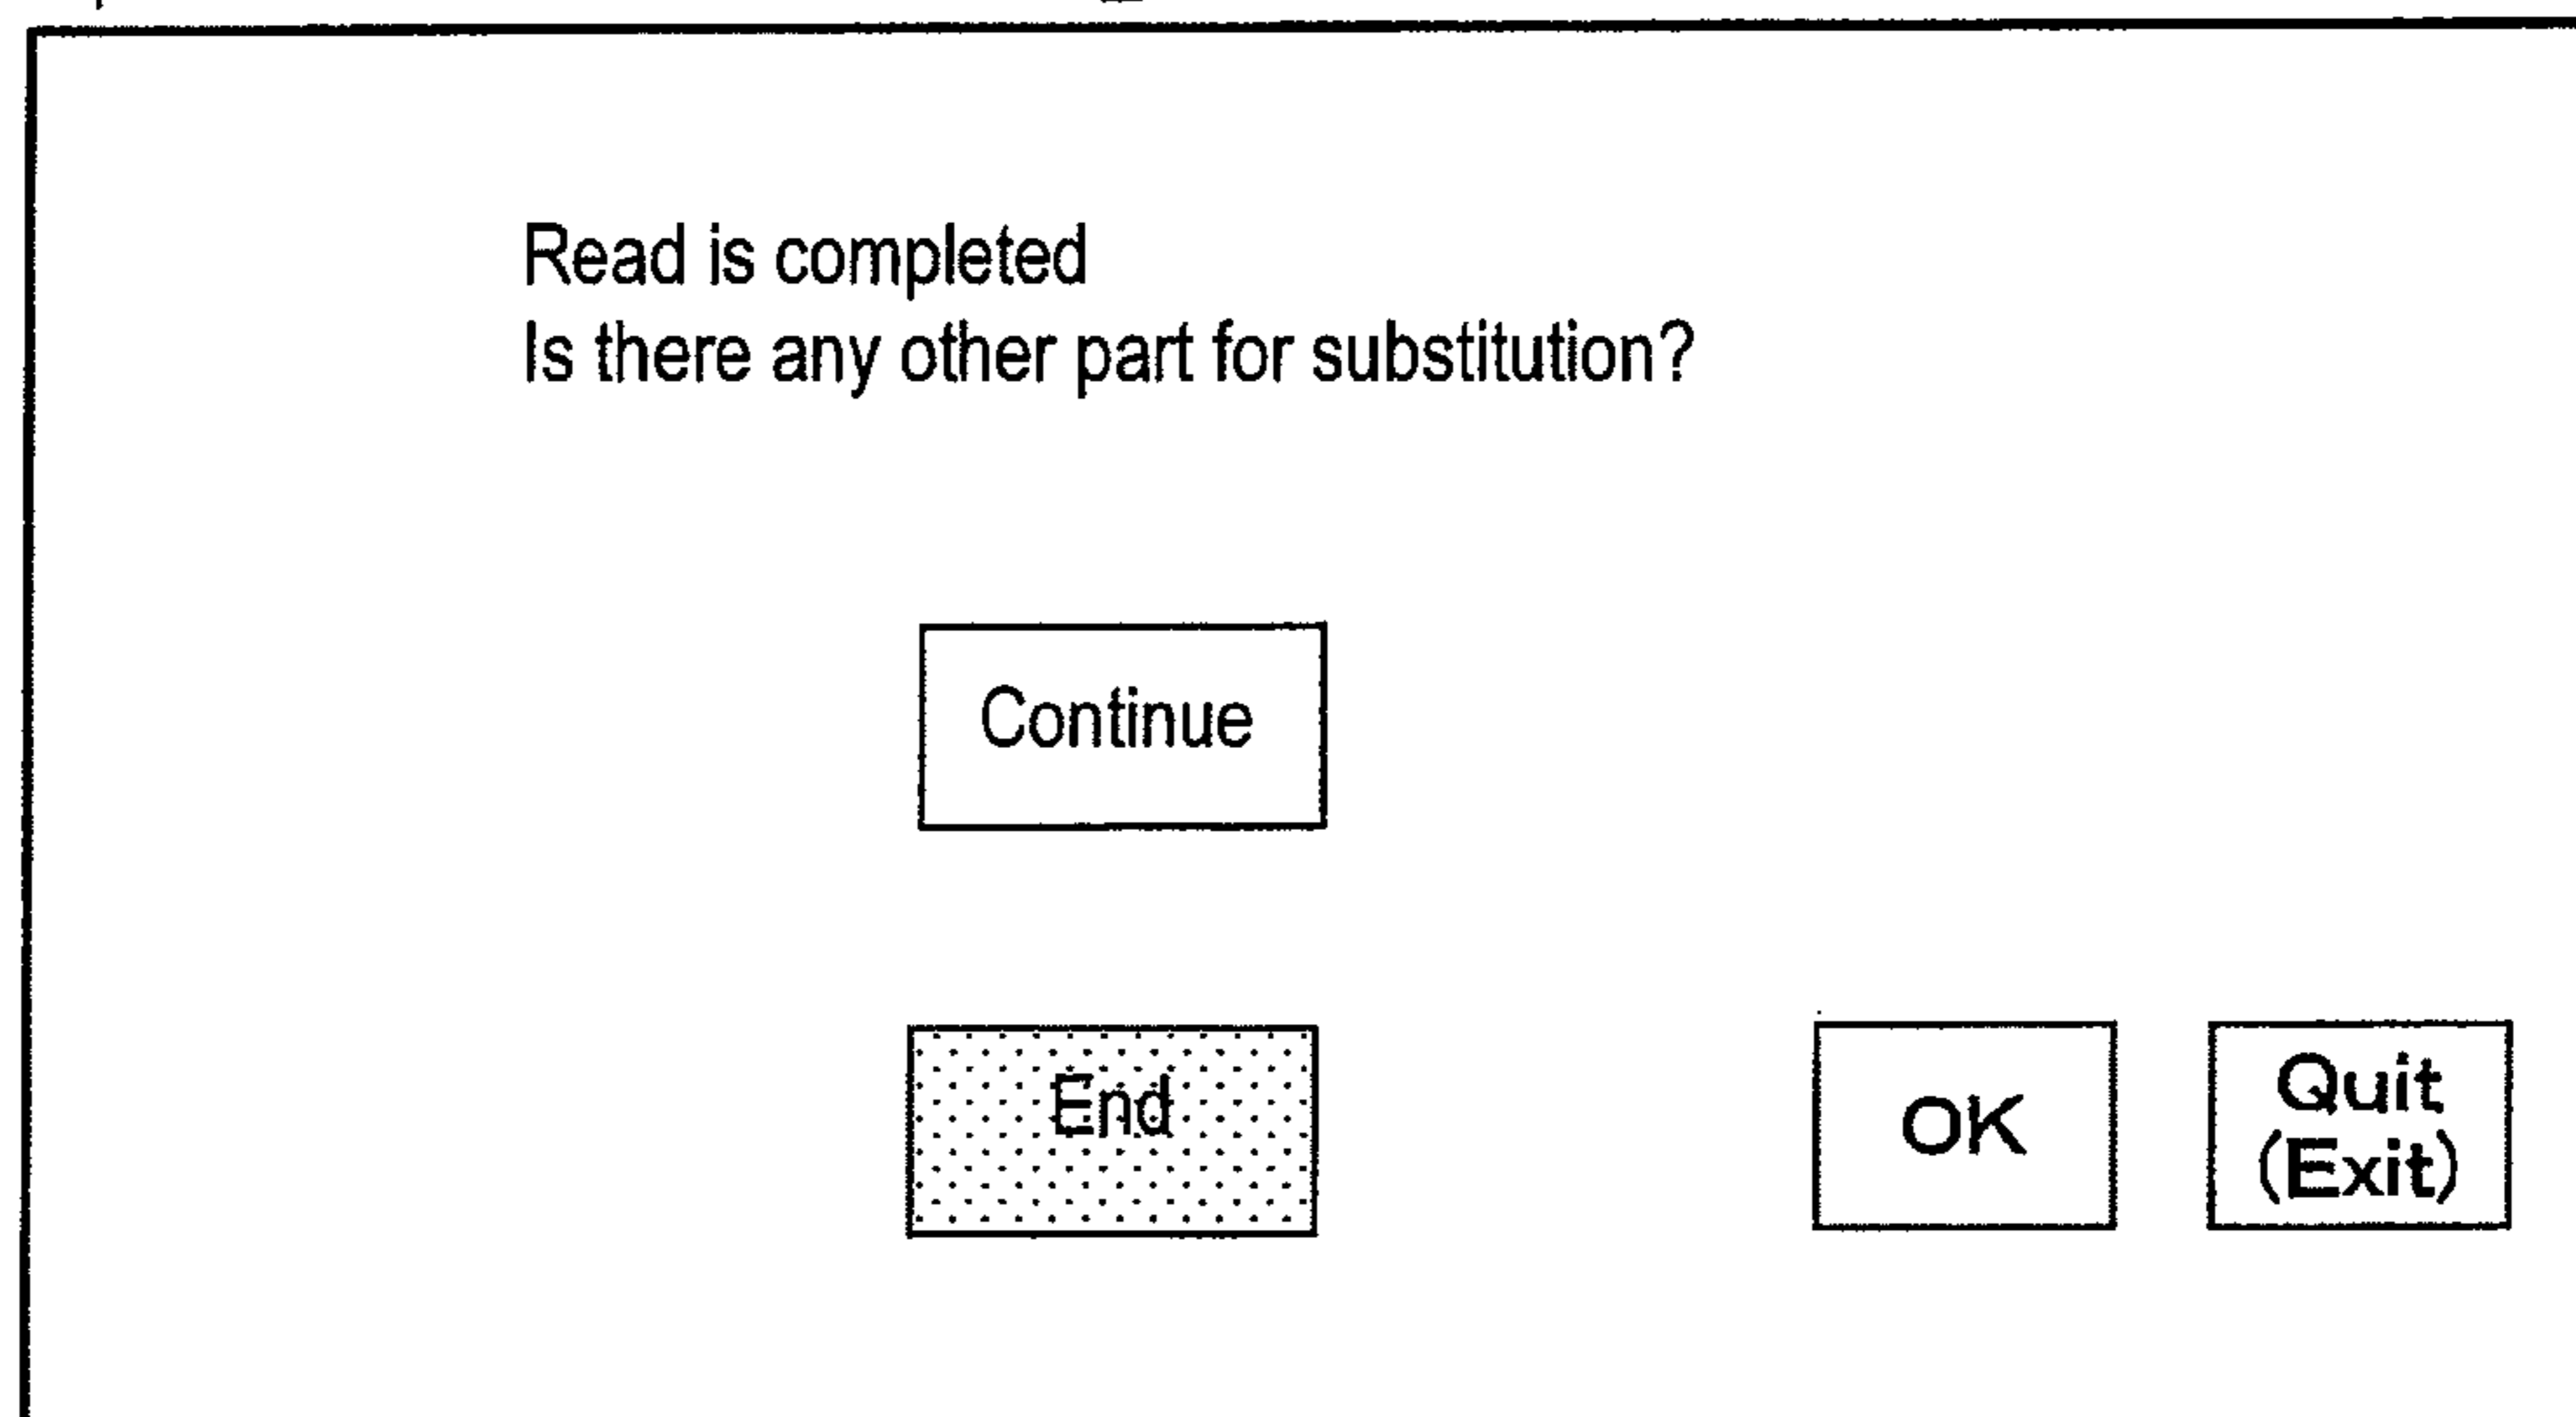 Read is completed
Is there any other part for substitution?
Continue
End
OK
Quit
(Exit)